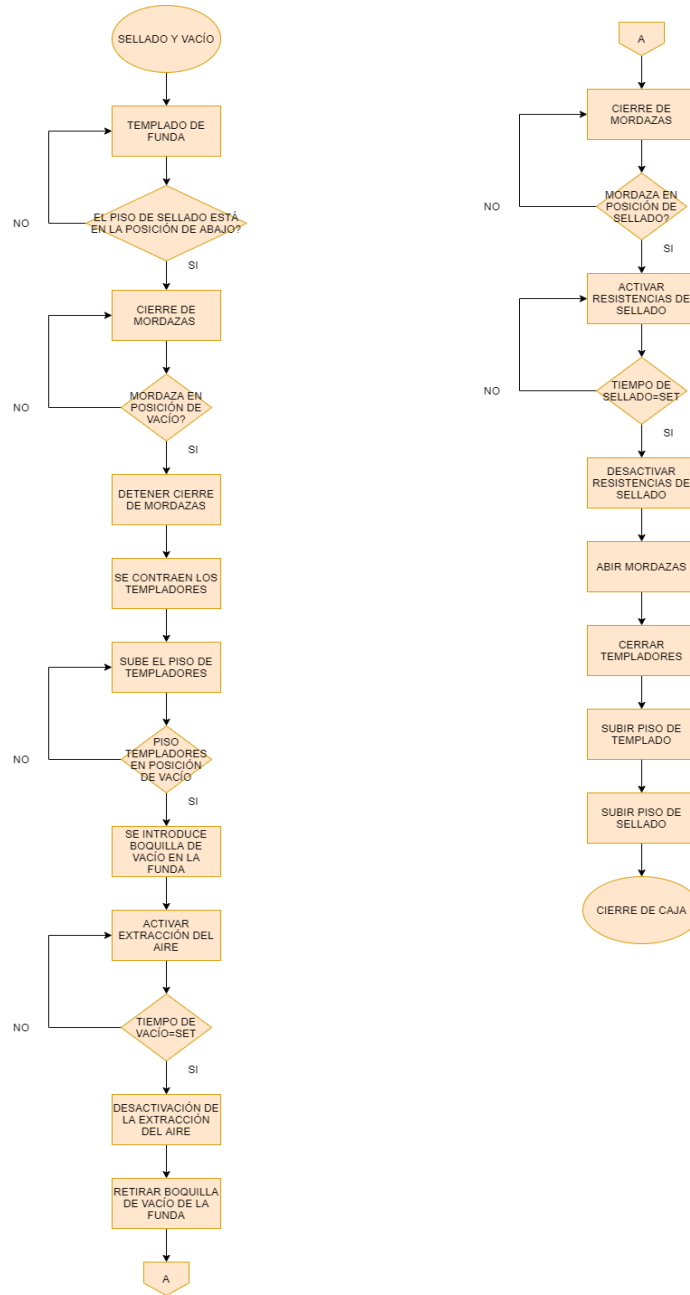 SELLADO Y VACÍO
TEMPLADO DE
FUNDA
EL PISO DE SELLADO ESTÁ
EN LA POSICIÓN DE ABAJO?
NO
SI
CIERRE DE
MORDAZAS
MORDAZA EN
POSICIÓN DE
VACÍO?
NO
SI
DETENER CIERRE
DE MORDAZAS
SE CONTRAEN LOS
TEMPLADORES
SUBE EL PISO DE
TEMPLADORES
PISO
TEMPLADORES
EN POSICIÓN
DE VACÍO
NO
SI
SE INTRODUCE
BOQUILLA DE
VACÍO EN LA
FUNDA
ACTIVAR
EXTRACCIÓN DEL
AIRE
TIEMPO DE
VACÍO=SET
NO
SI
DESACTIVACIÓN DE
LA EXTRACCIÓN
DEL AIRE
RETIRAR BOQUILLA
DE VACÍO DE LA
FUNDA
A
A
CIERRE DE
MORDAZAS
MORDAZA EN
POSICIÓN DE
SELLADO?
NO
SI
ACTIVAR
RESISTENCIAS DE
SELLADO
TIEMPO DE
SELLADO=SET
NO
SI
DESACTIVAR
RESISTENCIAS DE
SELLADO
ABIR MORDAZAS
CERRAR
TEMPLADORES
SUBIR PISO DE
TEMPLADO
SUBIR PISO DE
SELLADO
CIERRE DE CAJA